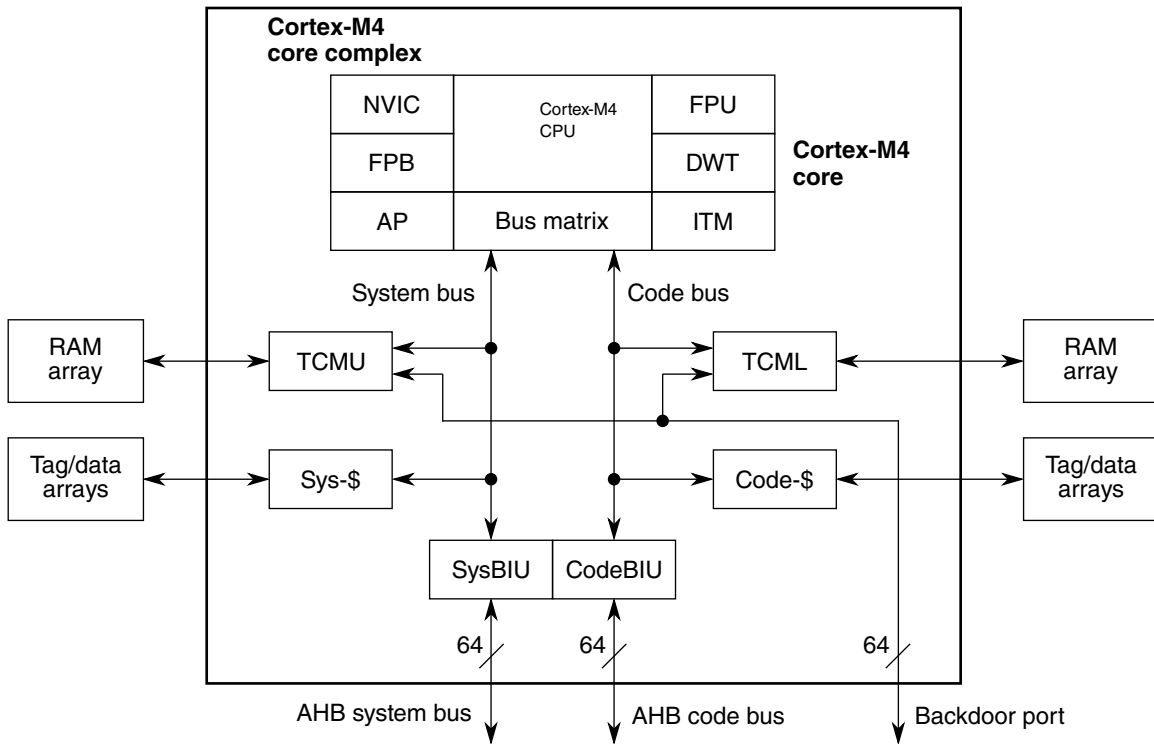 Cortex-M4
core complex
NVIC
Cortex-M4
CPU
FPU
FPB
DWT
Cortex-M4
core
AP
Bus matrix
ITM
System bus
Code bus
RAM
array
TCMU
TCML
RAM
array
Tag/data
arrays
Sys-$
Code-$
Tag/data
arrays
SysBIU
CodeBIU
64
64
64
AHB system bus
AHB code bus
Backdoor port